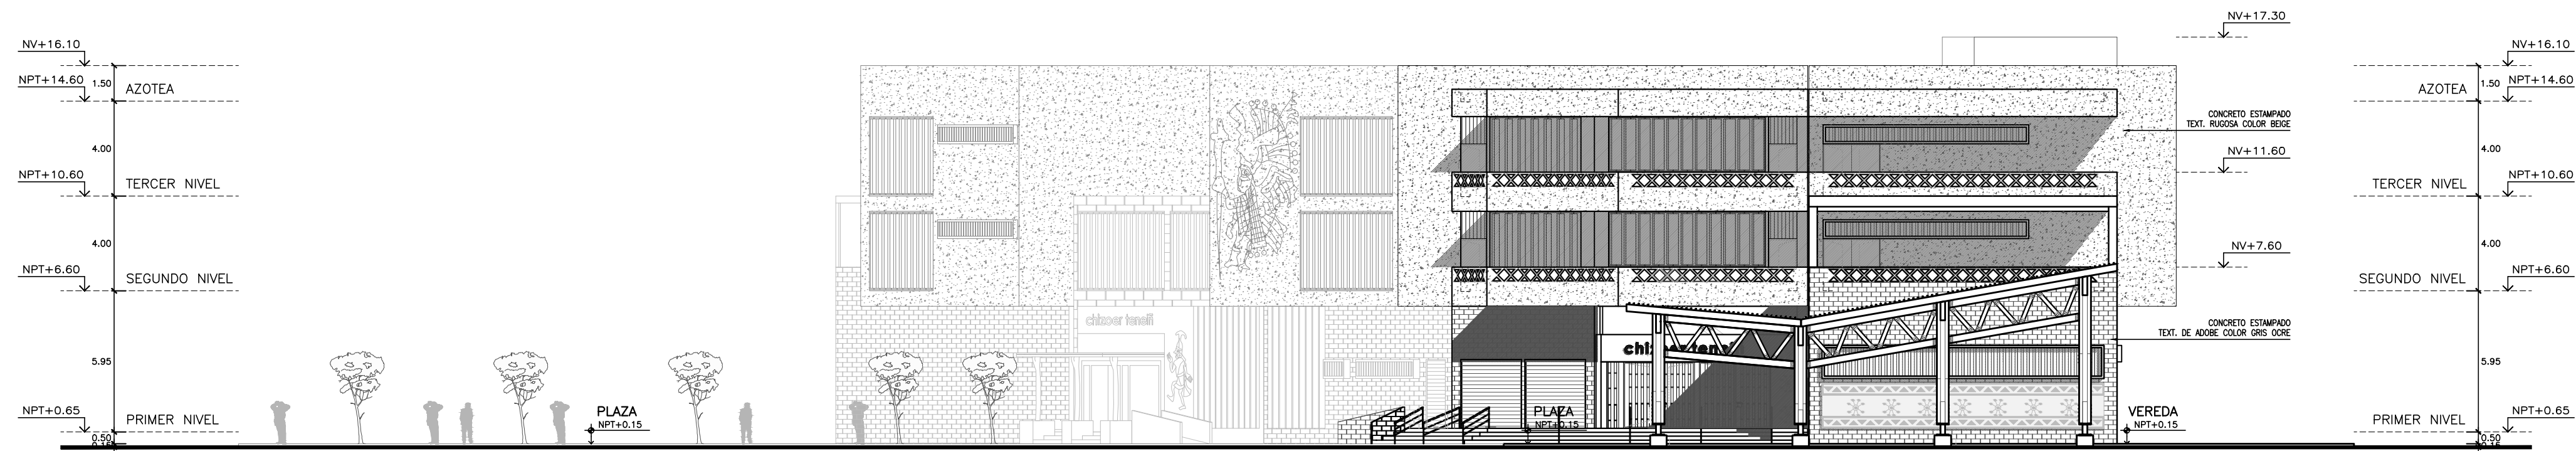 NV+16.10
NPT+14.60
1.50
AZOTEA
4.00
NPT+10.60
TERCER NIVEL
4.00
NPT+6.60
SEGUNDO NIVEL
5.95
NPT+0.65
PRIMER NIVEL
0.50
0.15
PLAZA
NPT+0.15
chizoer teneiñ
PLAZA
NPT+0.15
VEREDA
NPT+0.15
NV+17.30
CONCRETO ESTAMPADO
TEXT. RUGOSA COLOR BEIGE
NV+11.60
NV+7.60
CONCRETO ESTAMPADO
TEXT. DE ADOBE COLOR GRIS OCRE
NV+16.10
NPT+14.60
1.50
AZOTEA
4.00
NPT+10.60
TERCER NIVEL
4.00
NPT+6.60
SEGUNDO NIVEL
5.95
NPT+0.65
PRIMER NIVEL
0.50
0.15